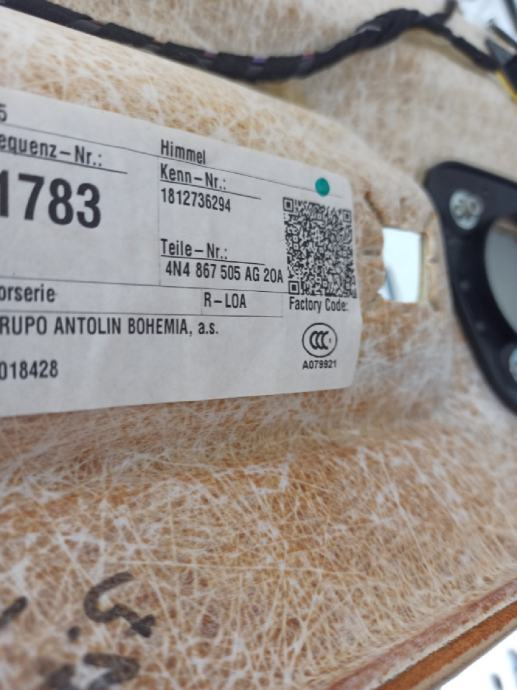 5
equenz-Nr.:
1783
Himmel
Kenn-Nr.:
1812736294
Teile-Nr.:
4N4 867 505 AG 20A
orserie
R-LOA
Factory Code:
RUPO ANTOLIN BOHEMIA, a.s.
CCC
A079921
018428